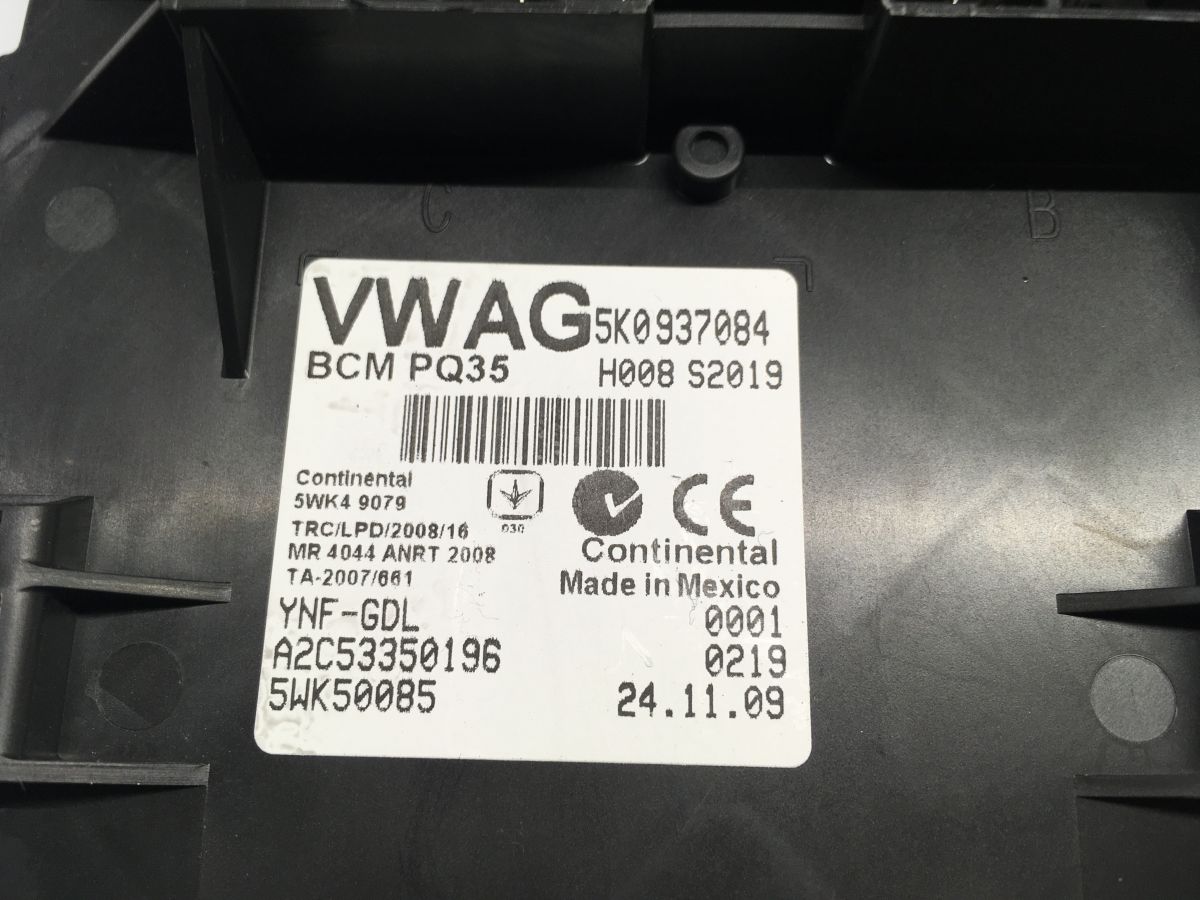 C
B
VWAG 5K0937084
BCM PQ35 H008 S2019
Continental
5WK4 9079
TRC/LPD/2008/16
MR 4044 ANRT 2008
TA-2007/661
030
CE
Continental
Made in Mexico
YNF-GDL 0001
A2C53350196 0219
5WK50085 24.11.09